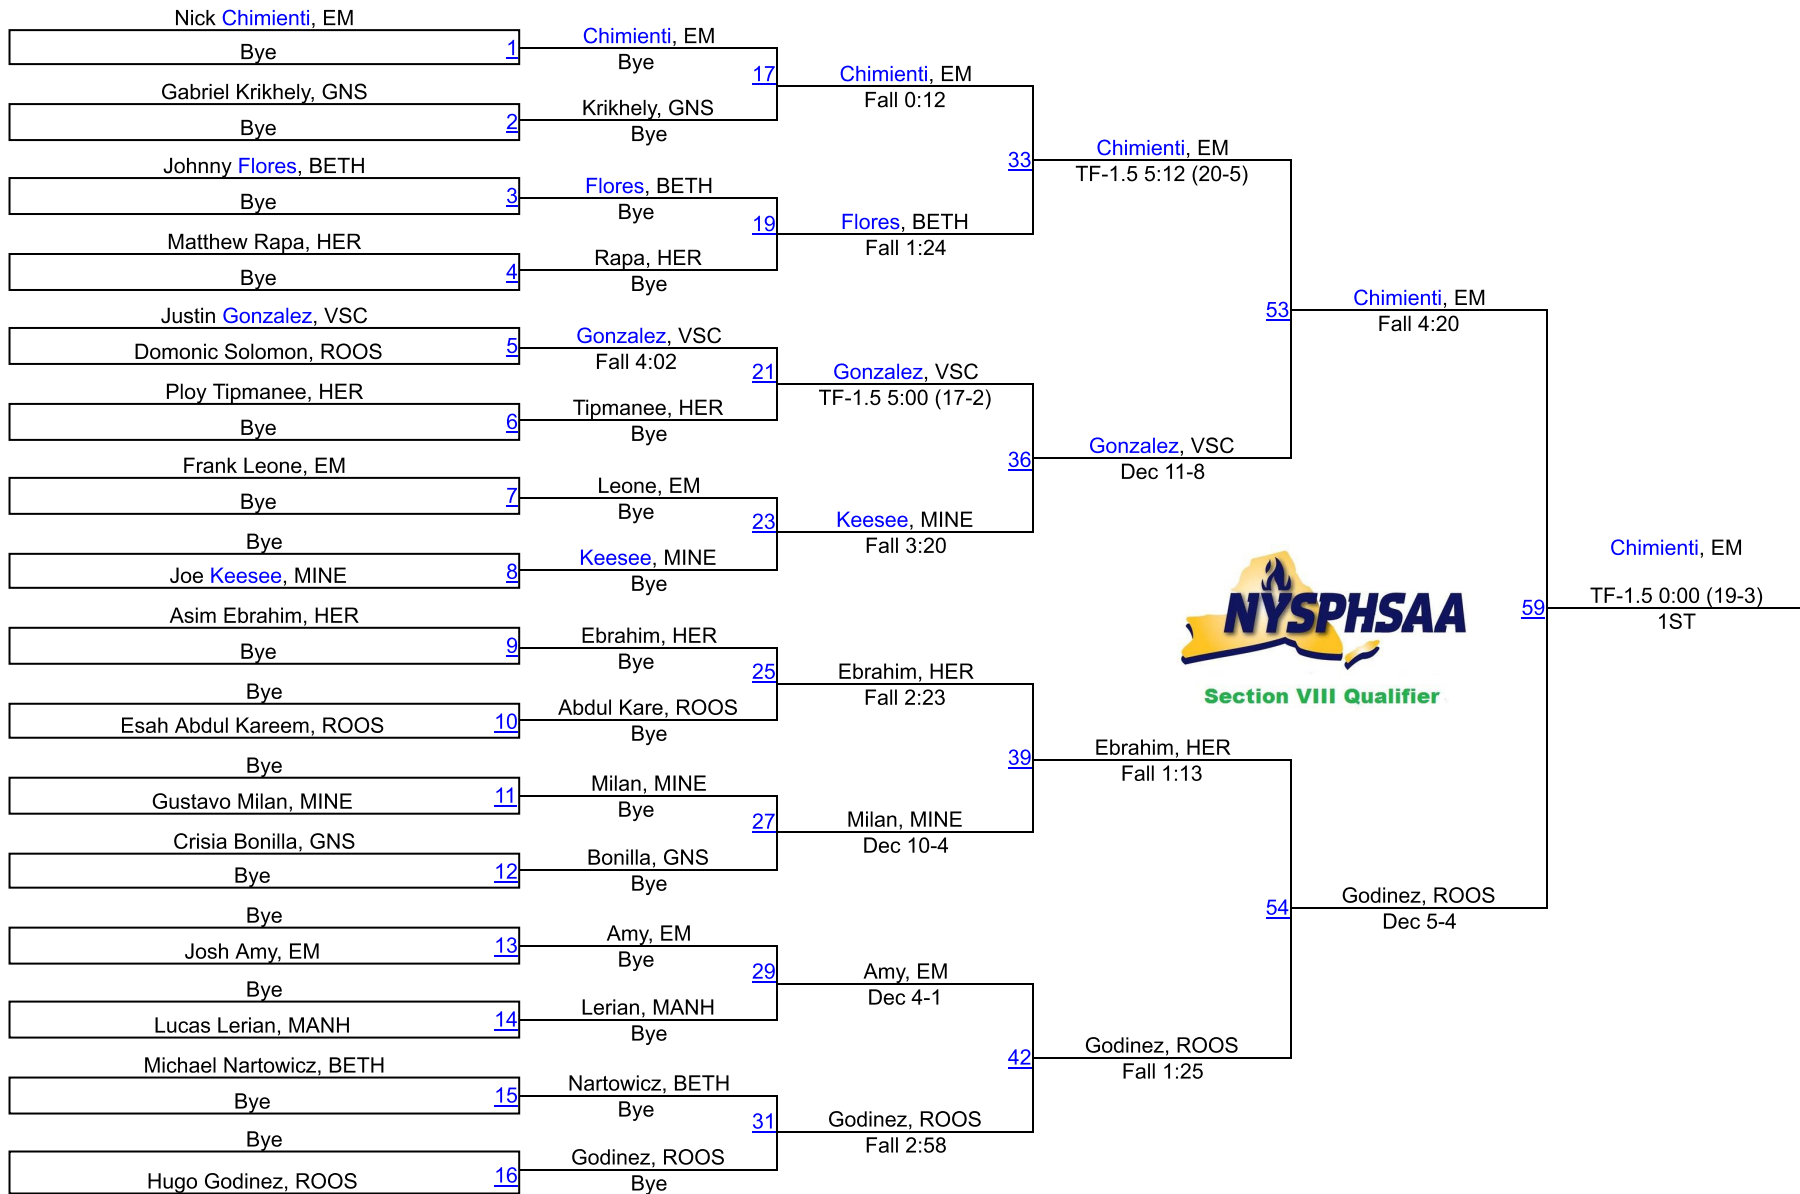 Nick Chimienti, EM
Bye
1
Gabriel Krikhely, GNS
Bye
2
Johnny Flores, BETH
Bye
3
Matthew Rapa, HER
Bye
4
Justin Gonzalez, VSC
Domonic Solomon, ROOS
5
Ploy Tipmanee, HER
Bye
6
Frank Leone, EM
Bye
7
Bye
Joe Keesee, MINE
8
Asim Ebrahim, HER
Bye
9
Bye
Esah Abdul Kareem, ROOS
10
Bye
Gustavo Milan, MINE
11
Crisia Bonilla, GNS
Bye
12
Bye
Josh Amy, EM
13
Bye
Lucas Lerian, MANH
14
Michael Nartowicz, BETH
Bye
15
Bye
Hugo Godinez, ROOS
16
Chimienti, EM
Bye
17
Krikhely, GNS
Bye
Flores, BETH
Bye
19
Rapa, HER
Bye
Gonzalez, VSC
Fall 4:02
21
Tipmanee, HER
Bye
Leone, EM
Bye
23
Keesee, MINE
Bye
Ebrahim, HER
Bye
25
Abdul Kare, ROOS
Bye
Milan, MINE
Bye
27
Bonilla, GNS
Bye
Amy, EM
Bye
29
Lerian, MANH
Bye
Nartowicz, BETH
Bye
31
Godinez, ROOS
Bye
Chimienti, EM
Fall 0:12
33
Flores, BETH
Fall 1:24
Gonzalez, VSC
TF-1.5 5:00 (17-2)
36
Keesee, MINE
Fall 3:20
Ebrahim, HER
Fall 2:23
39
Milan, MINE
Dec 10-4
Amy, EM
Dec 4-1
42
Godinez, ROOS
Fall 2:58
Chimienti, EM
TF-1.5 5:12 (20-5)
53
Gonzalez, VSC
Dec 11-8
Ebrahim, HER
Fall 1:13
54
Godinez, ROOS
Fall 1:25
Chimienti, EM
Fall 4:20
NYSPHSAA
Section VIII Qualifier
59
Godinez, ROOS
Dec 5-4
Chimienti, EM
TF-1.5 0:00 (19-3)
1ST